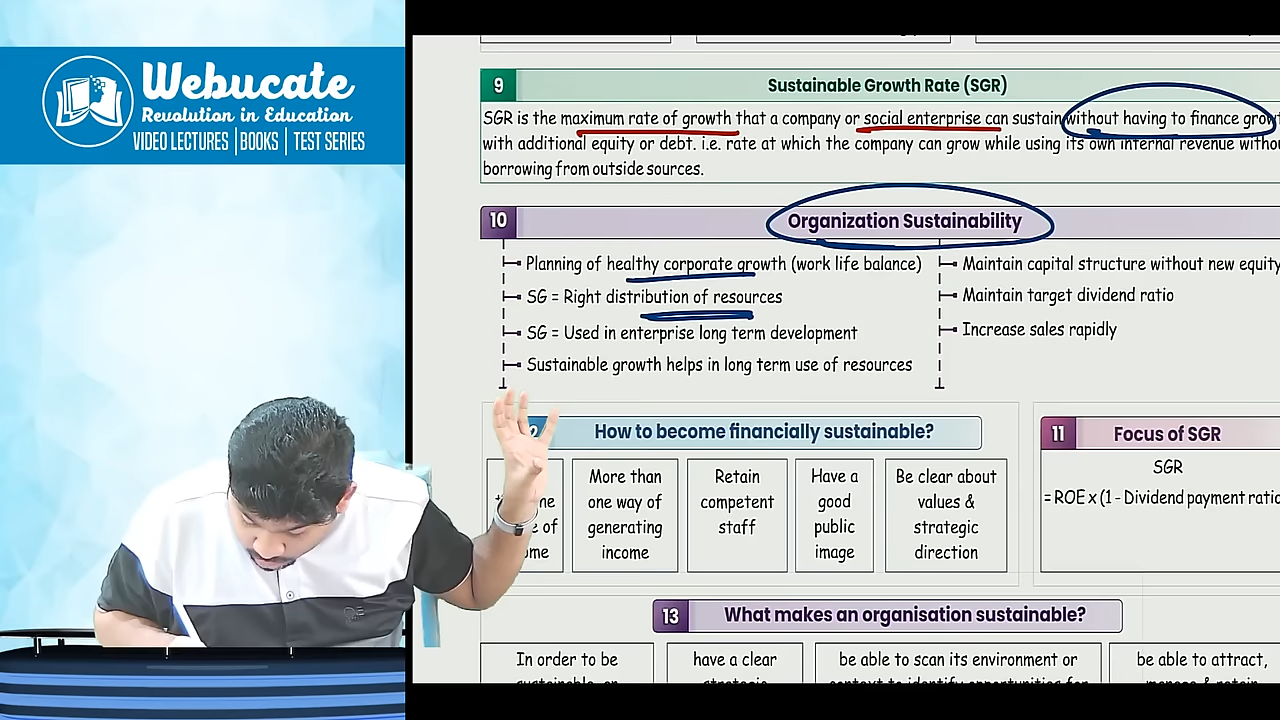 Webucate
Revolution in Education
VIDEO LECTURES | BOOKS | TEST SERIES
9
Sustainable Growth Rate (SGR)
SGR is the maximum rate of growth that a company or social enterprise can sustain without having to finance
with additional equity or debt. i.e. rate at which the company can grow while using its own internal revenue
borrowing from outside sources.
10
Organization Sustainability
Planning of healthy corporate growth (work life balance)
SG = Right distribution of resources
SG = Used in enterprise long term development
Sustainable growth helps in long term use of resources
Maintain capital structure without new equity
Maintain target dividend ratio
Increase sales rapidly
How to become financially sustainable?
More than
one way of
generating
income
Retain
competent
staff
Have a
good
public
image
Be clear about
values &
strategic
direction
11
Focus of SGR
SGR
= ROE x (1 - Dividend payment ratio
13
What makes an organisation sustainable?
In order to be
have a clear
be able to scan its environment or
be able to attract,